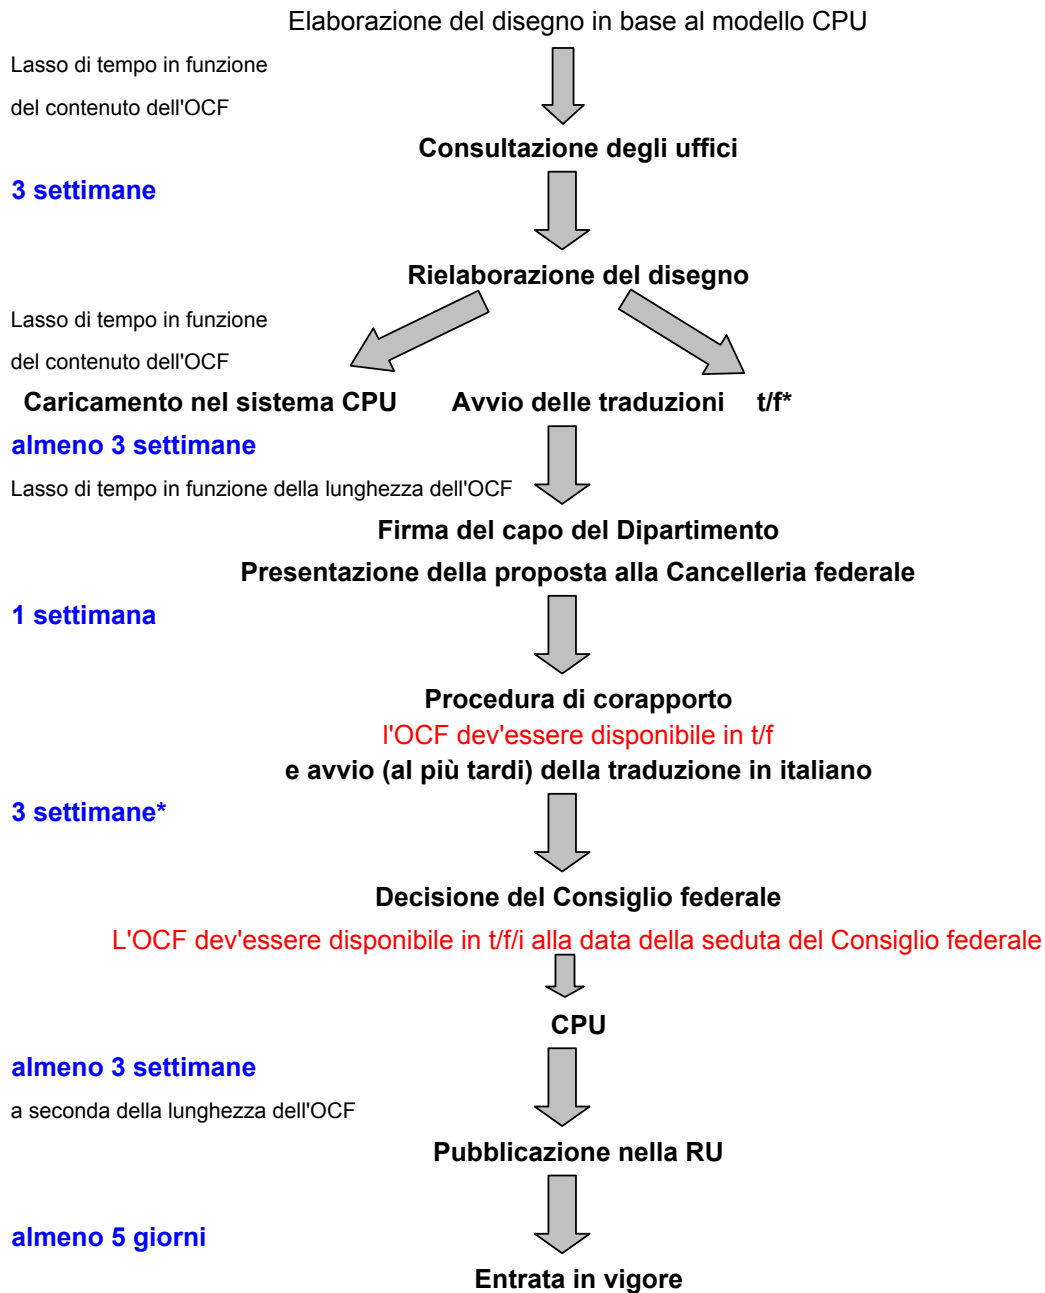 Elaborazione del disegno in base al modello CPU
Lasso di tempo in funzione
del contenuto dell'OCF
Consultazione degli uffici
3 settimane
Rielaborazione del disegno
Lasso di tempo in funzione
del contenuto dell'OCF
Caricamento nel sistema CPU Avvio delle traduzioni t/f*
almeno 3 settimane
Lasso di tempo in funzione della lunghezza dell'OCF
Firma del capo del Dipartimento
Presentazione della proposta alla Cancelleria federale
1 settimana
Procedura di corapporto
l'OCF dev'essere disponibile in t/f
e avvio (al più tardi) della traduzione in italiano
3 settimane*
Decisione del Consiglio federale
L'OCF dev'essere disponibile in t/f/i alla data della seduta del Consiglio federale
CPU
almeno 3 settimane
a seconda della lunghezza dell'OCF
Pubblicazione nella RU
almeno 5 giorni
Entrata in vigore